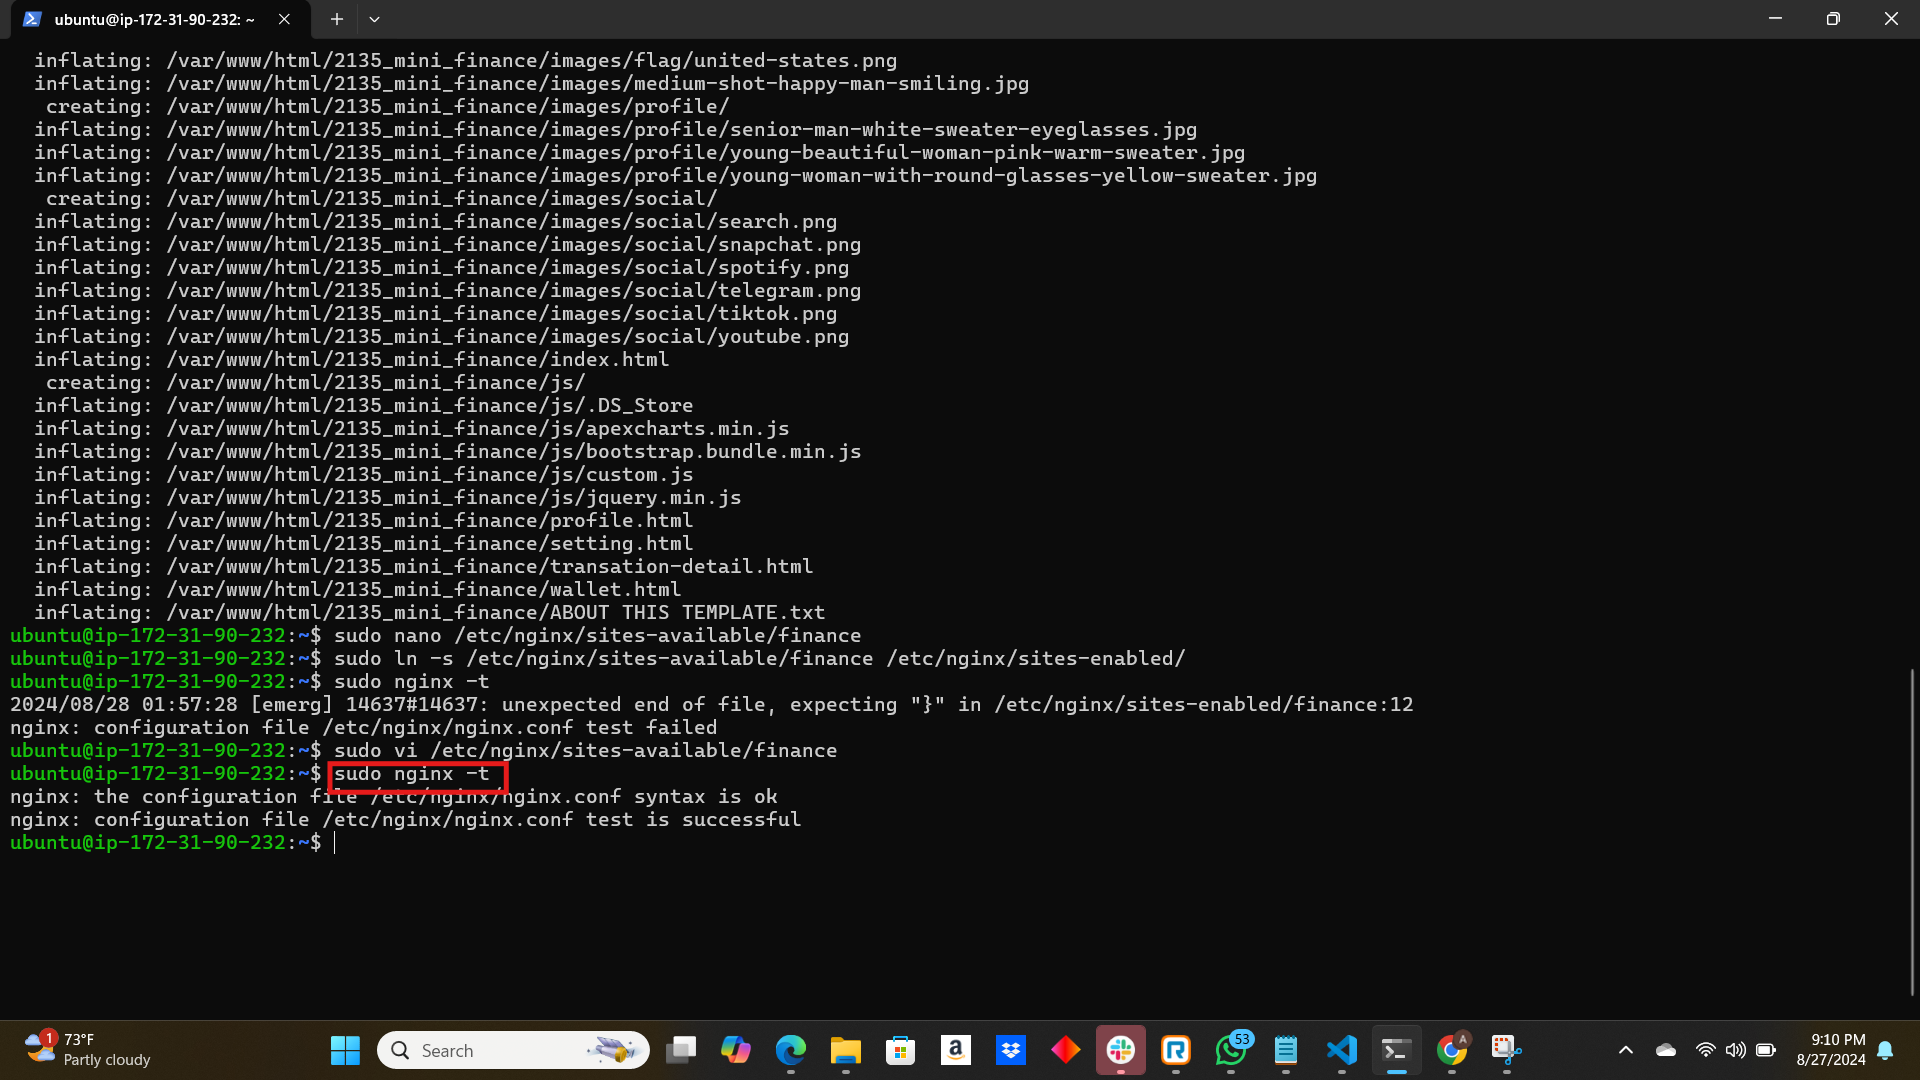 ubuntu@ip-172-31-90-232: ~
inflating: /var/www/html/2135_mini_finance/images/flag/united-states.png
inflating: /var/www/html/2135_mini_finance/images/medium-shot-happy-man-smiling.jpg
creating: /var/www/html/2135_mini_finance/images/profile/
inflating: /var/www/html/2135_mini_finance/images/profile/senior-man-white-sweater-eyeglasses.jpg
inflating: /var/www/html/2135_mini_finance/images/profile/young-beautiful-woman-pink-warm-sweater.jpg
inflating: /var/www/html/2135_mini_finance/images/profile/young-woman-with-round-glasses-yellow-sweater.jpg
creating: /var/www/html/2135_mini_finance/images/social/
inflating: /var/www/html/2135_mini_finance/images/social/search.png
inflating: /var/www/html/2135_mini_finance/images/social/snapchat.png
inflating: /var/www/html/2135_mini_finance/images/social/spotify.png
inflating: /var/www/html/2135_mini_finance/images/social/telegram.png
inflating: /var/www/html/2135_mini_finance/images/social/tiktok.png
inflating: /var/www/html/2135_mini_finance/images/social/youtube.png
inflating: /var/www/html/2135_mini_finance/index.html
creating: /var/www/html/2135_mini_finance/js/
inflating: /var/www/html/2135_mini_finance/js/.DS_Store
inflating: /var/www/html/2135_mini_finance/js/apexcharts.min.js
inflating: /var/www/html/2135_mini_finance/js/bootstrap.bundle.min.js
inflating: /var/www/html/2135_mini_finance/js/custom.js
inflating: /var/www/html/2135_mini_finance/js/jquery.min.js
inflating: /var/www/html/2135_mini_finance/profile.html
inflating: /var/www/html/2135_mini_finance/setting.html
inflating: /var/www/html/2135_mini_finance/transation-detail.html
inflating: /var/www/html/2135_mini_finance/wallet.html
inflating: /var/www/html/2135_mini_finance/ABOUT THIS TEMPLATE.txt
ubuntu@ip-172-31-90-232:~$ sudo nano /etc/nginx/sites-available/finance
ubuntu@ip-172-31-90-232:~$ sudo ln -s /etc/nginx/sites-available/finance /etc/nginx/sites-enabled/
ubuntu@ip-172-31-90-232:~$ sudo nginx -t
2024/08/28 01:57:28 [emerg] 14637#14637: unexpected end of file, expecting "}" in /etc/nginx/sites-enabled/finance:12
nginx: configuration file /etc/nginx/nginx.conf test failed
ubuntu@ip-172-31-90-232:~$ sudo vi /etc/nginx/sites-available/finance
ubuntu@ip-172-31-90-232:~$ sudo nginx -t
nginx: the configuration file /etc/nginx/nginx.conf syntax is ok
nginx: configuration file /etc/nginx/nginx.conf test is successful
ubuntu@ip-172-31-90-232:~$
1
73°F
Partly cloudy
Search
a
R
53
A
9:10 PM
8/27/2024